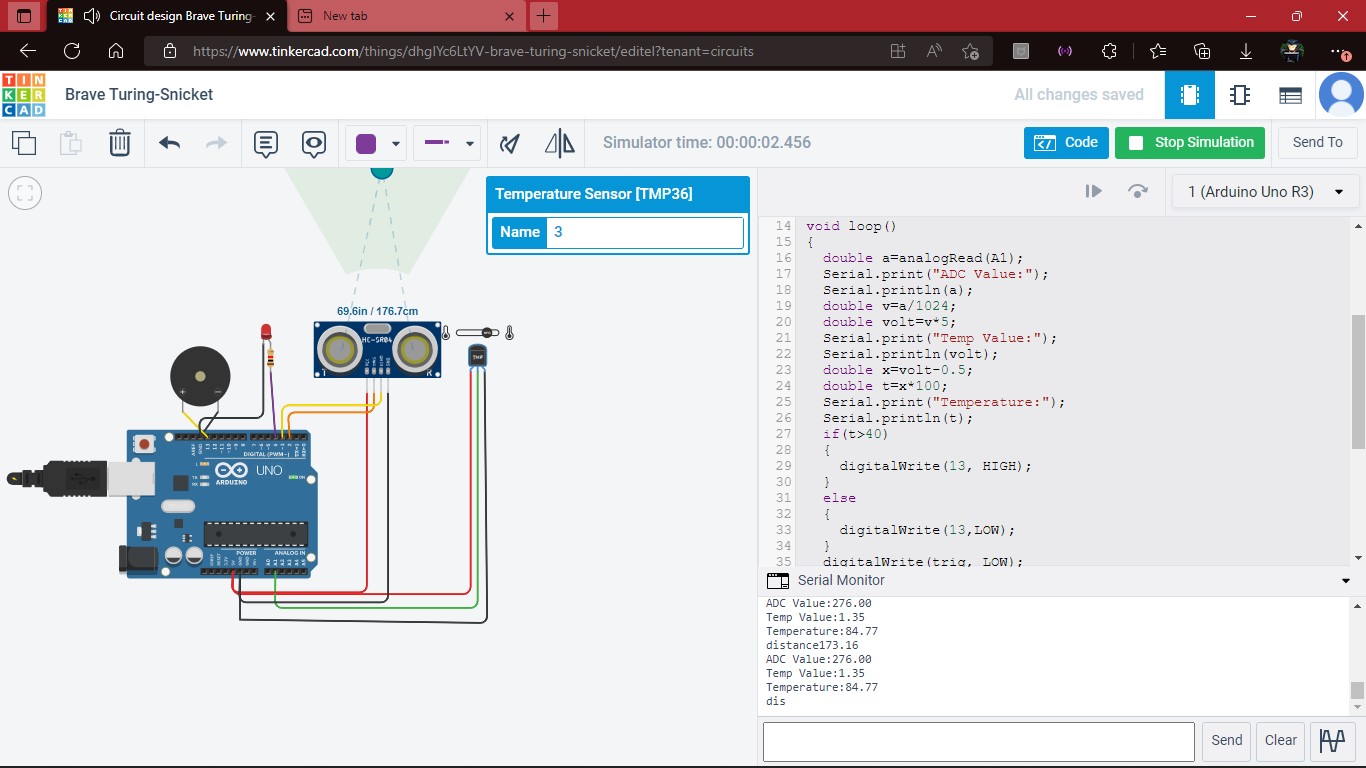 Circuit design Brave Turing-
New tab
https://www.tinkercad.com/things/dhglYc6LtYV-brave-turing-snicket/editel?tenant=circuits
TIN
KER
CAD
Brave Turing-Snicket
All changes saved
Simulator time: 00:00:02.456
Code
Stop Simulation
Send To
Temperature Sensor [TMP36]
Name 3
1 (Arduino Uno R3)
69.6in / 176.7cm
HC-SR04
T
R
TMP
DIGITAL (PWM~)
UNO
ARDUINO
TX
RX
ON
POWER
ANALOG IN
14 void loop()
15 {
16 double a=analogRead(A1);
17 Serial.print("ADC Value:");
18 Serial.println(a);
19 double v=a/1024;
20 double volt=v*5;
21 Serial.print("Temp Value:");
22 Serial.println(volt);
23 double x=volt-0.5;
24 double t=x*100;
25 Serial.print("Temperature:");
26 Serial.println(t);
27 if(t>40)
28 {
29 digitalWrite(13, HIGH);
30 }
31 else
32 {
33 digitalWrite(13,LOW);
34 }
35 digitalWrite(trig, LOW);
Serial Monitor
ADC Value:276.00
Temp Value:1.35
Temperature:84.77
distance173.16
ADC Value:276.00
Temp Value:1.35
Temperature:84.77
dis
Send
Clear